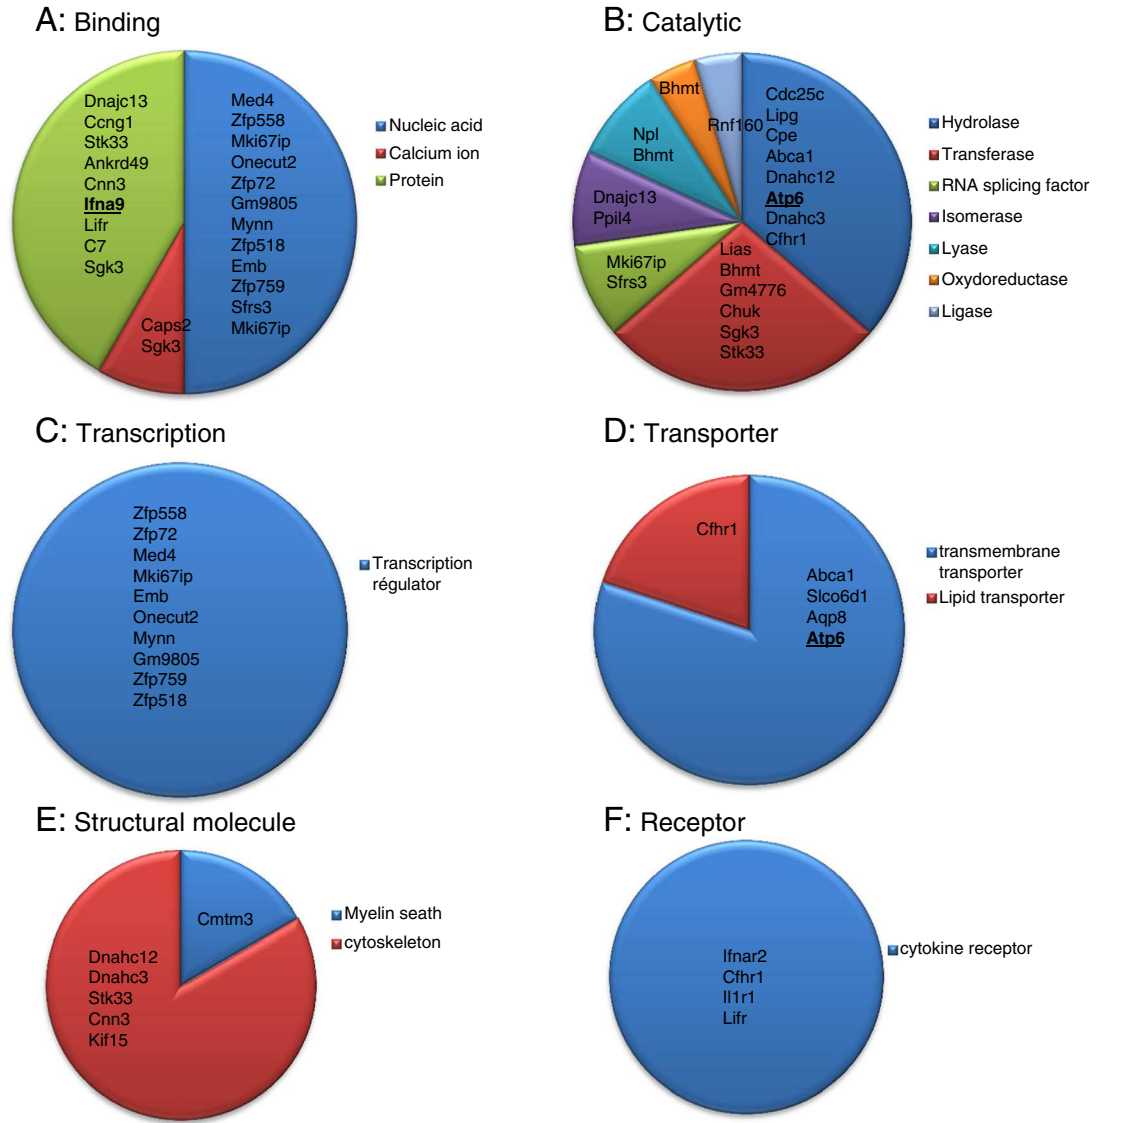 A: Binding
Dnajc13
Ccng1
Stk33
Ankrd49
Cnn3
Ifna9
Lifr
C7
Sgk3
Caps2
Sgk3
Med4
Zfp558
Mki67ip
Onecut2
Zfp72
Gm9805
Mynn
Zfp518
Emb
Zfp759
Sfrs3
Mki67ip
Nucleic acid
Calcium ion
Protein
B: Catalytic
Bhmt
Rnf160
Npl
Bhmt
Dnajc13
Ppil4
Mki67ip
Sfrs3
Cdc25c
Lipg
Cpe
Abca1
Dnahc12
Atp6
Dnahc3
Cfhr1
Lias
Bhmt
Gm4776
Chuk
Sgk3
Stk33
Hydrolase
Transferase
RNA splicing factor
Isomerase
Lyase
Oxydoreductase
Ligase
C: Transcription
Zfp558
Zfp72
Med4
Mki67ip
Emb
Onecut2
Mynn
Gm9805
Zfp759
Zfp518
Transcription
régulator
D: Transporter
Cfhr1
Abca1
Slco6d1
Aqp8
Atp6
transmembrane
transporter
Lipid transporter
E: Structural molecule
Cmtm3
Dnahc12
Dnahc3
Stk33
Cnn3
Kif15
Myelin seath
cytoskeleton
F: Receptor
Ifnar2
Cfhr1
Il1r1
Lifr
cytokine receptor